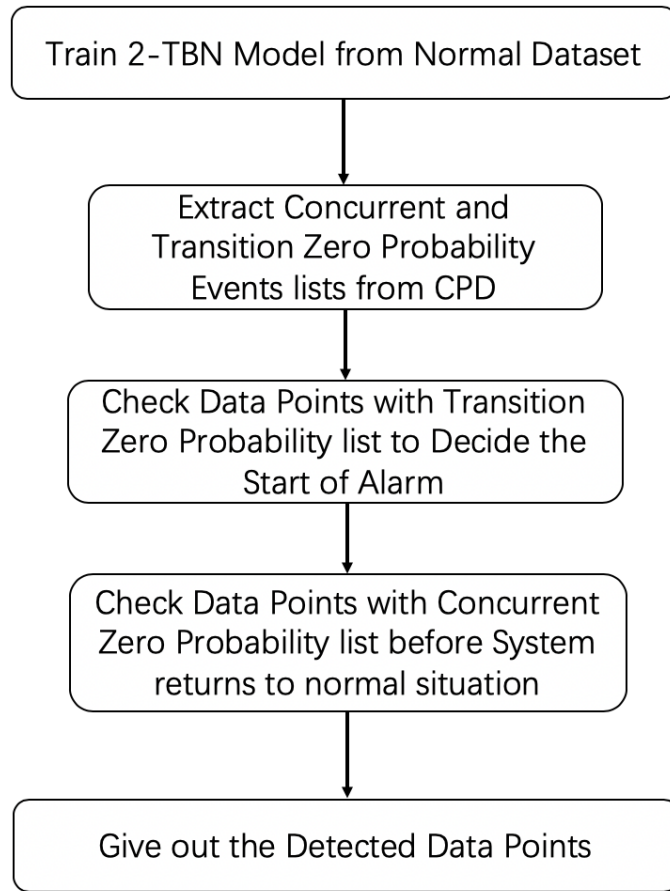 Train 2-TBN Model from Normal Dataset
Extract Concurrent and
Transition Zero Probability
Events lists from CPD
Check Data Points with Transition
Zero Probability list to Decide the
Start of Alarm
Check Data Points with Concurrent
Zero Probability list before System
returns to normal situation
Give out the Detected Data Points